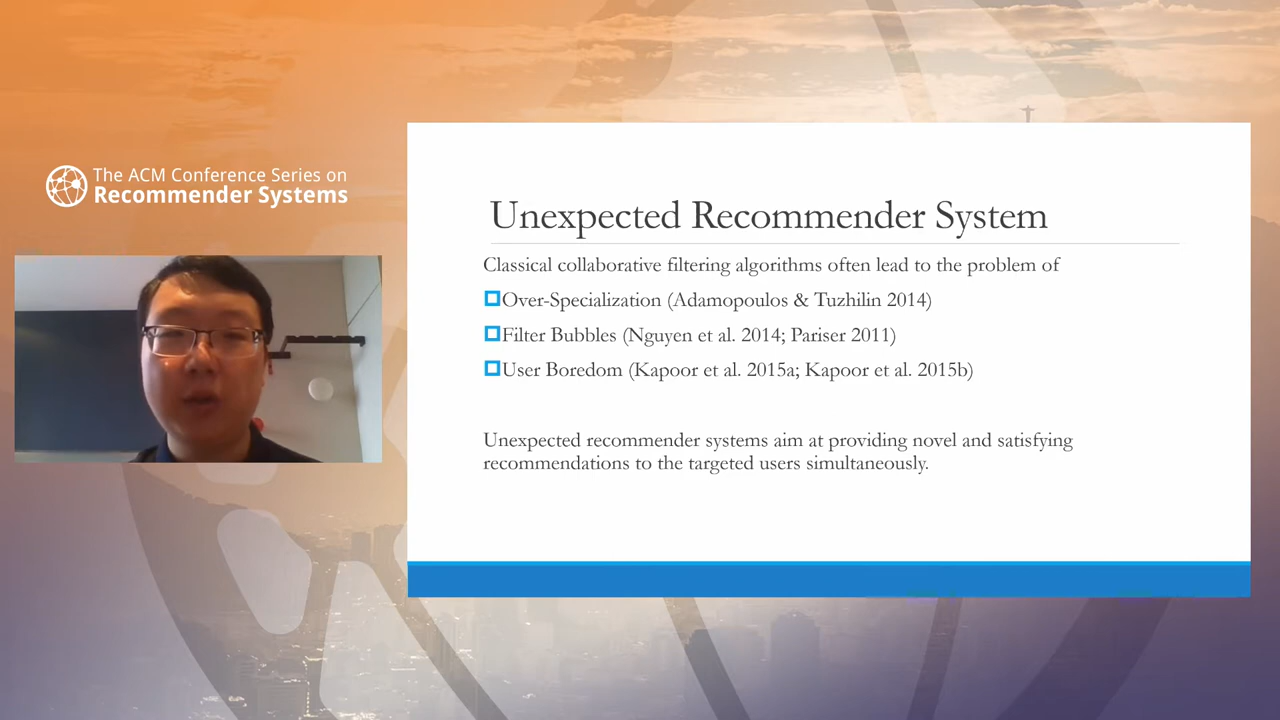 The ACM Conference Series on
Recommender Systems
Unexpected Recommender System
Classical collaborative filtering algorithms often lead to the problem of
Over-Specialization (Adamopoulos & Tuzhilin 2014)
Filter Bubbles (Nguyen et al. 2014; Pariser 2011)
User Boredom (Kapoor et al. 2015a; Kapoor et al. 2015b)
Unexpected recommender systems aim at providing novel and satisfying
recommendations to the targeted users simultaneously.